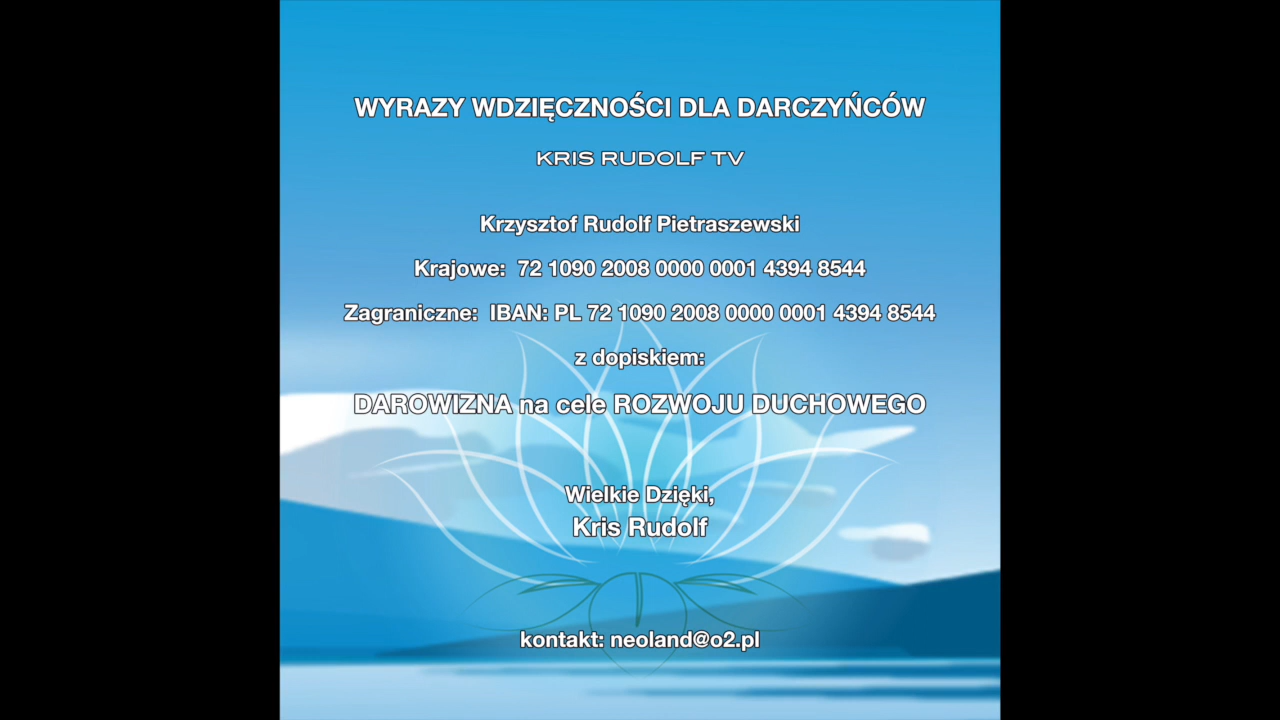 WYRAZY WDZIĘCZNOŚCI DLA DARCZYŃCÓW
KRIS RUDOLF TV
Krzysztof Rudolf Pietraszewski
Krajowe: 72 1090 2008 0000 0001 4394 8544
Zagraniczne: IBAN: PL 72 1090 2008 0000 0001 4394 8544
z dopiskiem:
DAROWIZNA na cele ROZWOJU DUCHOWEGO
Wielkie Dzięki,
Kris Rudolf
kontakt: neoland@o2.pl